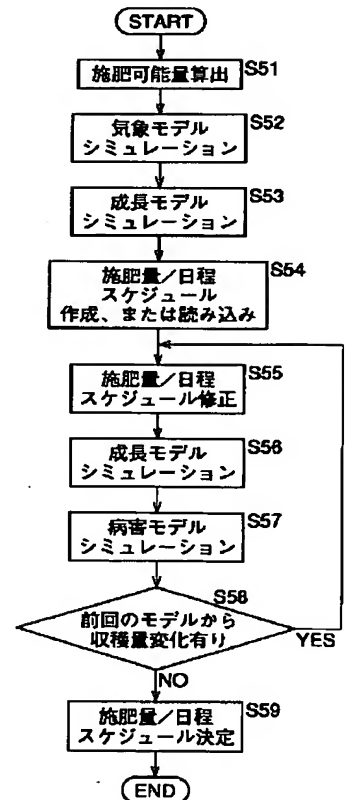 START
施肥可能量算出
S51
気象モデル
シミュレーション
S52
成長モデル
シミュレーション
S53
施肥量/日程
スケジュール
作成、または読み込み
S54
施肥量/日程
スケジュール修正
S55
成長モデル
シミュレーション
S56
病害モデル
シミュレーション
S57
前回のモデルから
収穫量変化有り
S58
YES
NO
施肥量/日程
スケジュール決定
S59
END